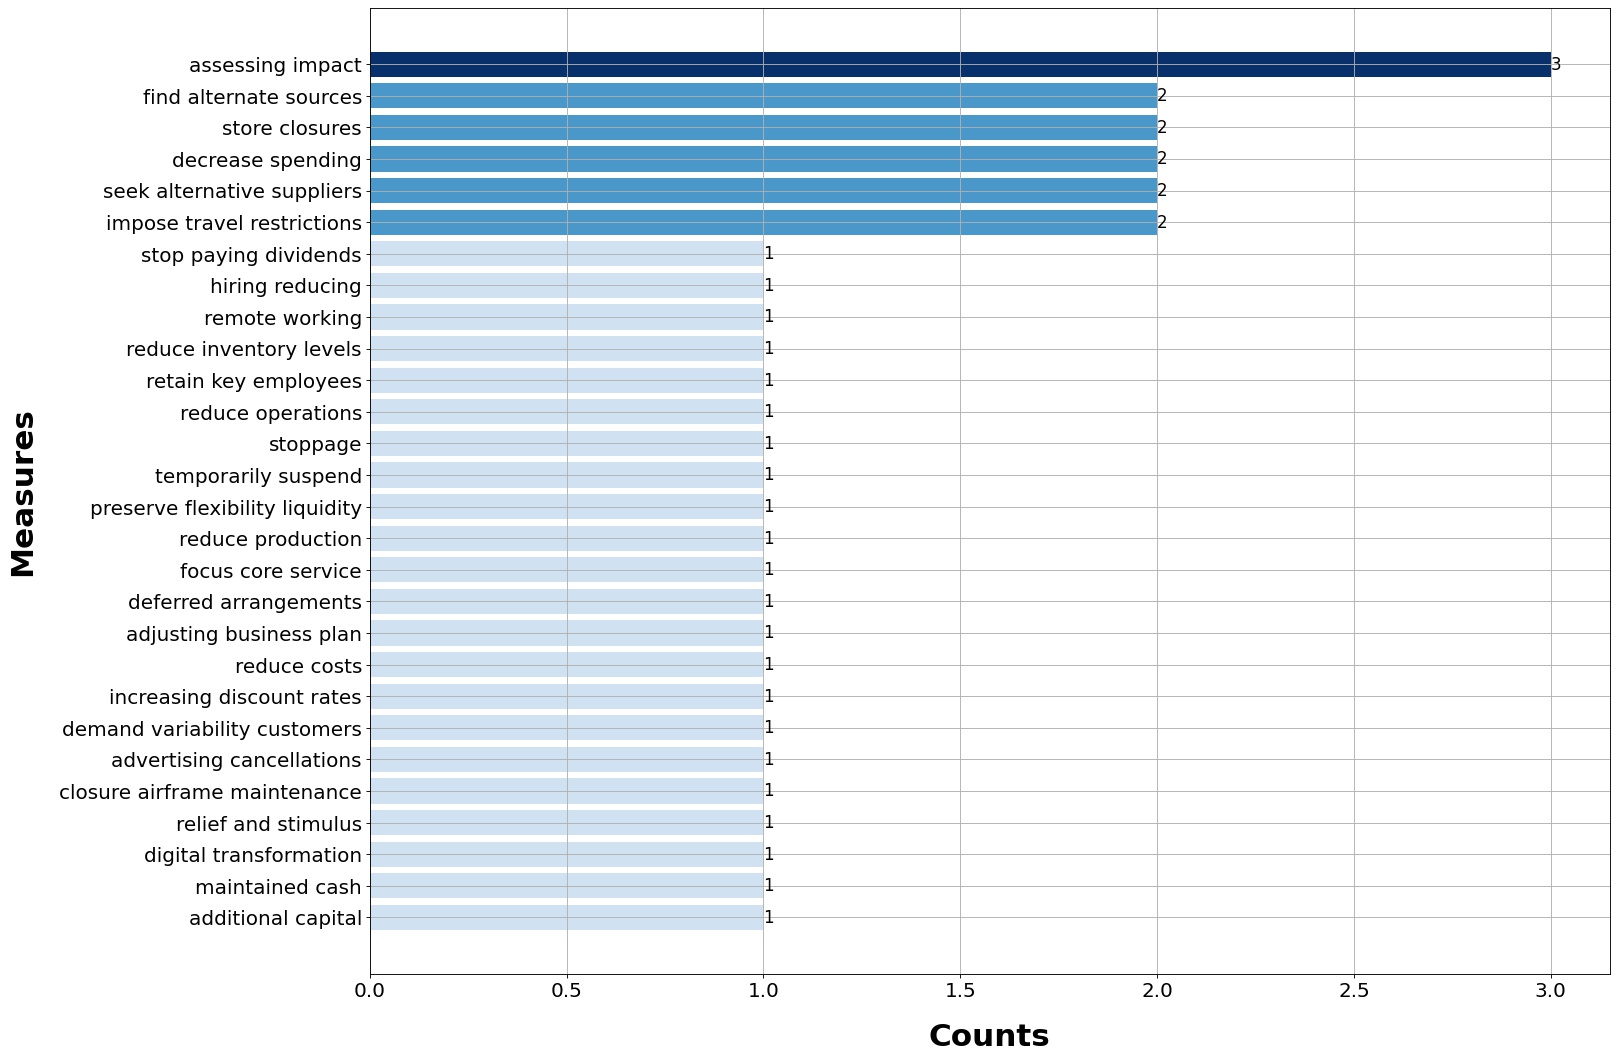 assessing impact 3
find alternate sources 2
store closures 2
decrease spending 2
seek alternative suppliers 2
impose travel restrictions 2
stop paying dividends 1
hiring reducing 1
remote working 1
reduce inventory levels 1
retain key employees 1
reduce operations 1
stoppage 1
temporarily suspend 1
preserve flexibility liquidity 1
reduce production 1
focus core service 1
deferred arrangements 1
adjusting business plan 1
reduce costs 1
increasing discount rates 1
demand variability customers 1
advertising cancellations 1
closure airframe maintenance 1
relief and stimulus 1
digital transformation 1
maintained cash 1
additional capital 1
Measures
0.0 0.5 1.0 1.5 2.0 2.5 3.0
Counts